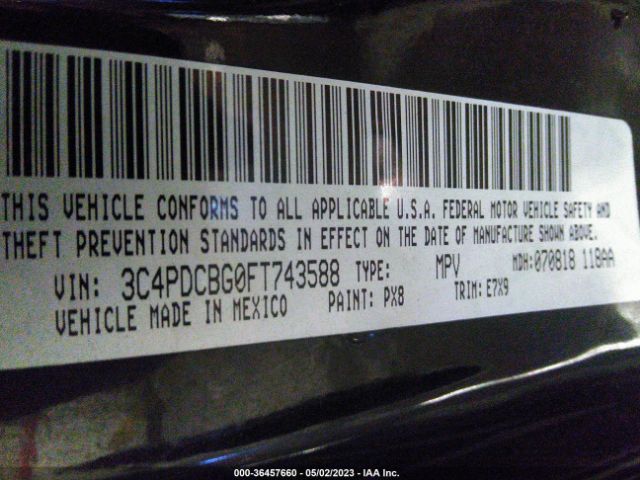 THIS VEHICLE CONFORMS TO ALL APPLICABLE U.S.A. FEDERAL MOTOR VEHICLE SAFETY AND
THEFT PREVENTION STANDARDS IN EFFECT ON THE DATE OF MANUFACTURE SHOWN ABOVE.
VIN: 3C4PDCBG0FT743588 TYPE: MPV MDH:070818 118AA
VEHICLE MADE IN MEXICO PAINT: PX8 TRIM: E7X9
000-36457660 - 05/02/2023 - IAA Inc.